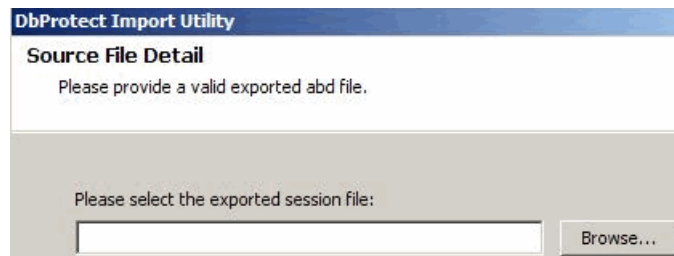 DbProtect Import Utility
Source File Detail
Please provide a valid exported abd file.
Please select the exported session file:
Browse...